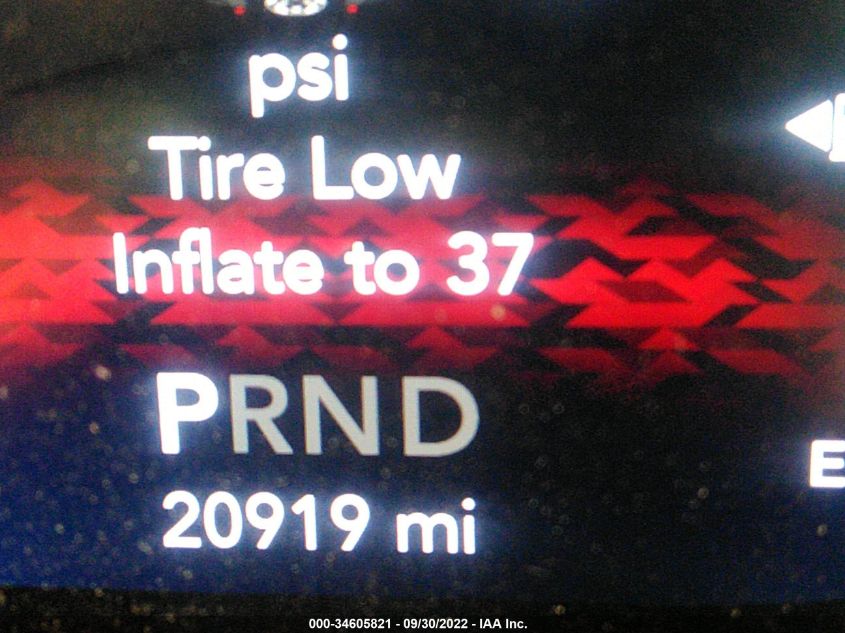 psi
Tire Low
Inflate to 37
PRND
20919 mi
E
000-34605821 - 09/30/2022 - IAA Inc.